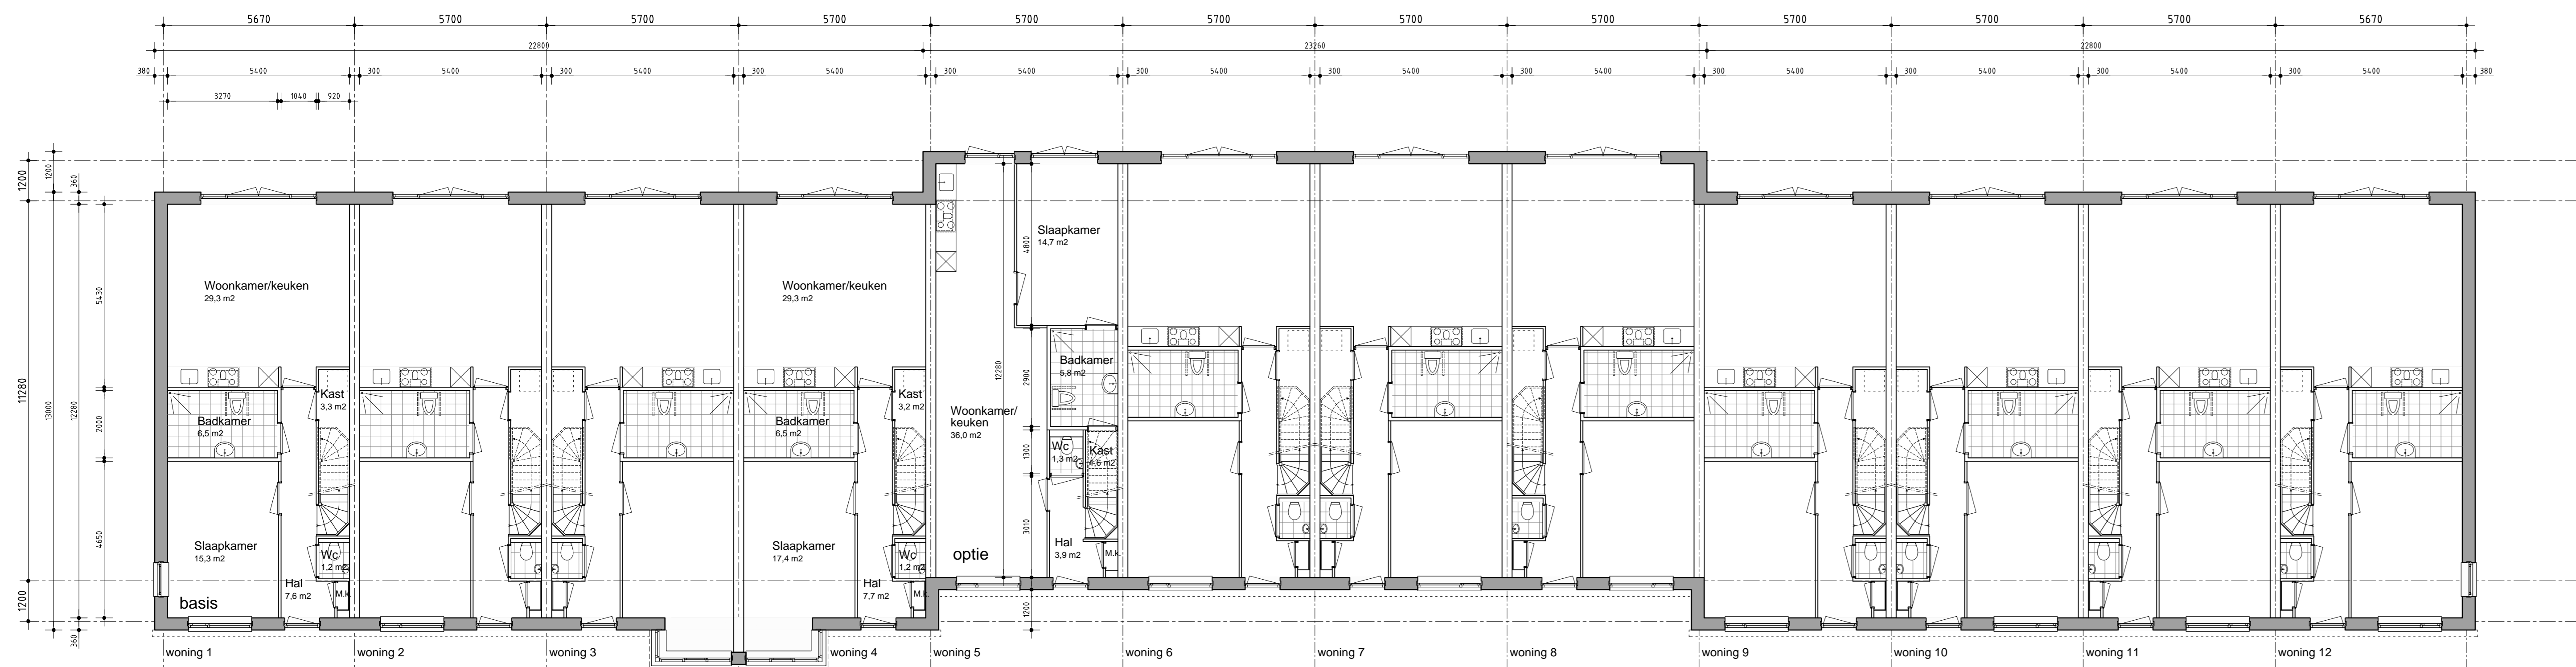 5670 5700 5700 5700 5700 5700 5700 5700 5700 5700 5700 5670
22800 23260 22800
380 5400 300 5400 300 5400 300 5400 300 5400 300 5400 300 5400 300 5400 300 5400 300 5400 300 5400 300 5400 380
3270 1040 920
1200
1200
360
11280
13000
12280
5430
2000
4650
1200
360
Woonkamer/keuken
29,3 m2
Kast
3,3 m2
Badkamer
6,5 m2
Slaapkamer
15,3 m2
Wc
1,2 m2
Hal
7,6 m2
M.k.
basis
Woonkamer/keuken
29,3 m2
Kast
3,2 m2
Badkamer
6,5 m2
Slaapkamer
17,4 m2
Wc
1,2 m2
Hal
7,7 m2
M.k.
Slaapkamer
14,7 m2
4800
12280
2900
1300
3010
1200
Badkamer
5,8 m2
Woonkamer/
keuken
36,0 m2
Wc
1,3 m2
Kast
4,6 m2
Hal
3,9 m2
M.k.
optie
woning 1 woning 2 woning 3 woning 4 woning 5 woning 6 woning 7 woning 8 woning 9 woning 10 woning 11 woning 12